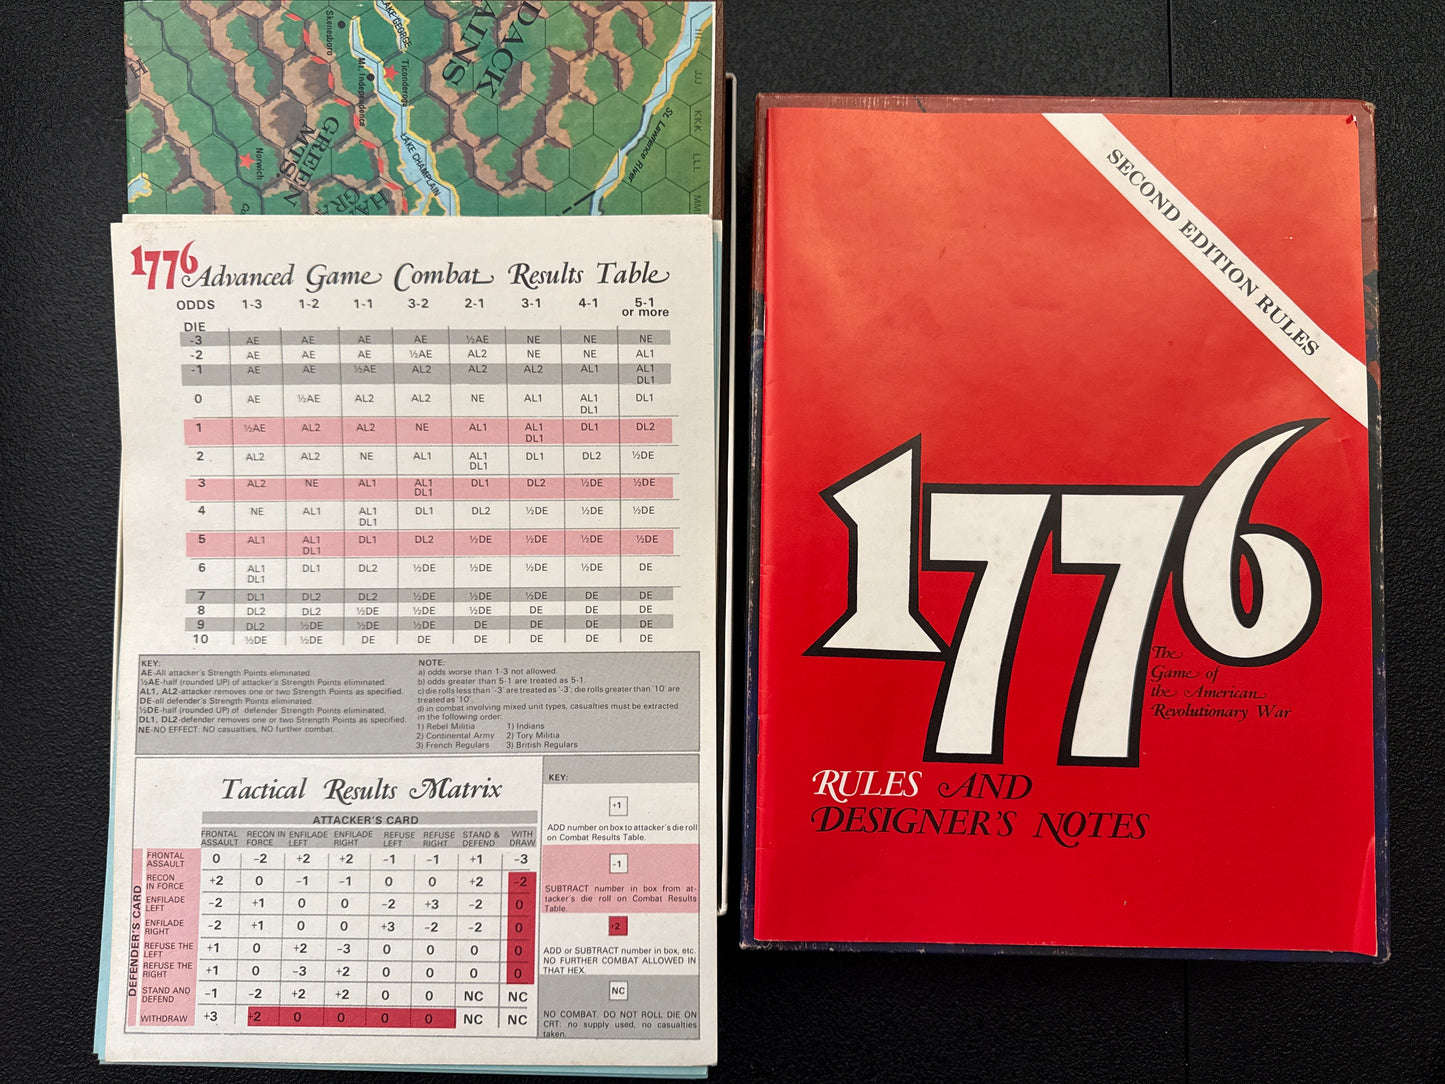 DACK
AINS
LAKE GEORGE
Skenesboro
Ticonderoga
Mt. Independence
GREEN
MTS.
LAKE CHAMPLAIN
Norwich
St. Lawrence River
III
JJJ
KKK
LLL
1776 Advanced Game Combat Results Table
ODDS 1-3 1-2 1-1 3-2 2-1 3-1 4-1 5-1
or more
DIE
-3 AE AE AE AE ½AE NE NE NE
-2 AE AE AE ½AE AL2 NE NE AL1
-1 AE AE ½AE AL2 AL2 AL2 AL1 AL1
DL1
0 AE ½AE AL2 AL2 NE AL1 AL1 DL1
DL1
1 ½AE AL2 AL2 NE AL1 AL1 DL1 DL2
DL1
2 AL2 AL2 NE AL1 AL1 DL1 DL2 ½DE
DL1
3 AL2 NE AL1 AL1 DL1 DL2 ½DE ½DE
DL1
4 NE AL1 AL1 DL1 DL2 ½DE ½DE ½DE
DL1
5 AL1 AL1 DL1 DL2 ½DE ½DE ½DE ½DE
DL1
6 AL1 DL1 DL2 ½DE ½DE ½DE ½DE DE
DL1
7 DL1 DL2 DL2 ½DE ½DE ½DE DE DE
8 DL2 DL2 ½DE ½DE ½DE DE DE DE
9 DL2 ½DE ½DE ½DE DE DE DE DE
10 ½DE ½DE DE DE DE DE DE DE
KEY:
AE-All attacker's Strength Points eliminated.
½AE-half (rounded UP) of attacker's Strength Points eliminated.
AL1, AL2-attacker removes one or two Strength Points as specified.
DE-all defender's Strength Points eliminated.
½DE-half (rounded UP) of defender Strength Points eliminated.
DL1, DL2-defender removes one or two Strength Points as specified.
NE-NO EFFECT: NO casualties, NO further combat.
NOTE:
a) odds worse than 1-3 not allowed.
b) odds greater than 5-1 are treated as 5-1.
c) die rolls less than '-3' are treated as '-3'; die rolls greater than '10' are
treated as '10'.
d) in combat involving mixed unit types, casualties must be extracted
in the following order:
1) Rebel Militia 1) Indians
2) Continental Army 2) Tory Militia
3) French Regulars 3) British Regulars
Tactical Results Matrix
ATTACKER'S CARD
FRONTAL RECON IN ENFILADE ENFILADE REFUSE REFUSE STAND & WITH
ASSAULT FORCE LEFT RIGHT LEFT RIGHT DEFEND DRAW
DEFENDER'S CARD
FRONTAL
ASSAULT 0 -2 +2 +2 -1 -1 +1 -3
RECON
IN FORCE +2 0 -1 -1 0 0 +2 -2
ENFILADE
LEFT -2 +1 0 0 -2 +3 -2 0
ENFILADE
RIGHT -2 +1 0 0 +3 -2 -2 0
REFUSE THE
LEFT +1 0 +2 -3 0 0 0 0
REFUSE THE
RIGHT +1 0 -3 +2 0 0 0 0
STAND AND
DEFEND -1 -2 +2 +2 0 0 NC NC
WITHDRAW +3 +2 0 0 0 0 NC NC
KEY:
+1
ADD number on box to attacker's die roll
on Combat Results Table.
-1
SUBTRACT number in box from at-
tacker's die roll on Combat Results
Table.
+2
ADD or SUBTRACT number in box, etc.
NO FURTHER COMBAT ALLOWED IN
THAT HEX.
NC
NO COMBAT. DO NOT ROLL DIE ON
CRT: no supply used, no casualties
taken.
SECOND EDITION RULES
1776
The
Game of
the American
Revolutionary War
RULES AND
DESIGNER'S NOTES